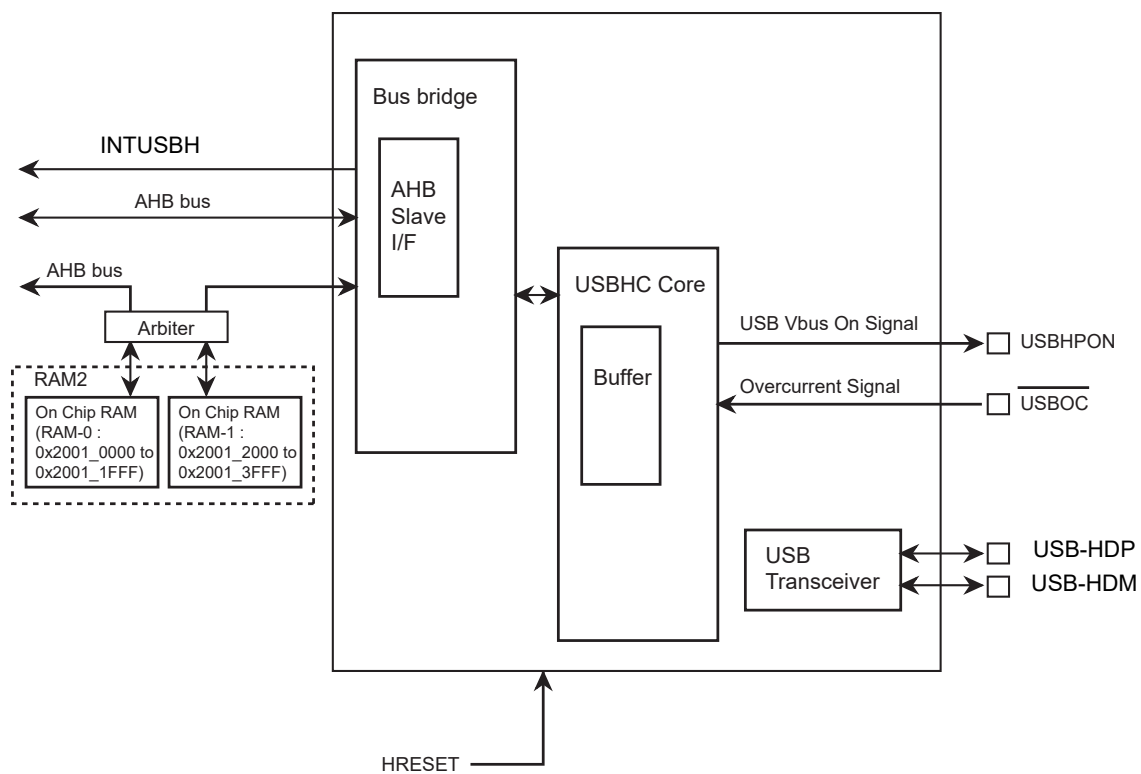 Bus bridge
INTUSBH
AHB bus
AHB
Slave
I/F
AHB bus
Arbiter
RAM2
On Chip RAM
(RAM-0 :
0x2001_0000 to
0x2001_1FFF)
On Chip RAM
(RAM-1 :
0x2001_2000 to
0x2001_3FFF)
USBHC Core
Buffer
USB Vbus On Signal
USBHPON
Overcurrent Signal
USBOC
USB
Transceiver
USB-HDP
USB-HDM
HRESET